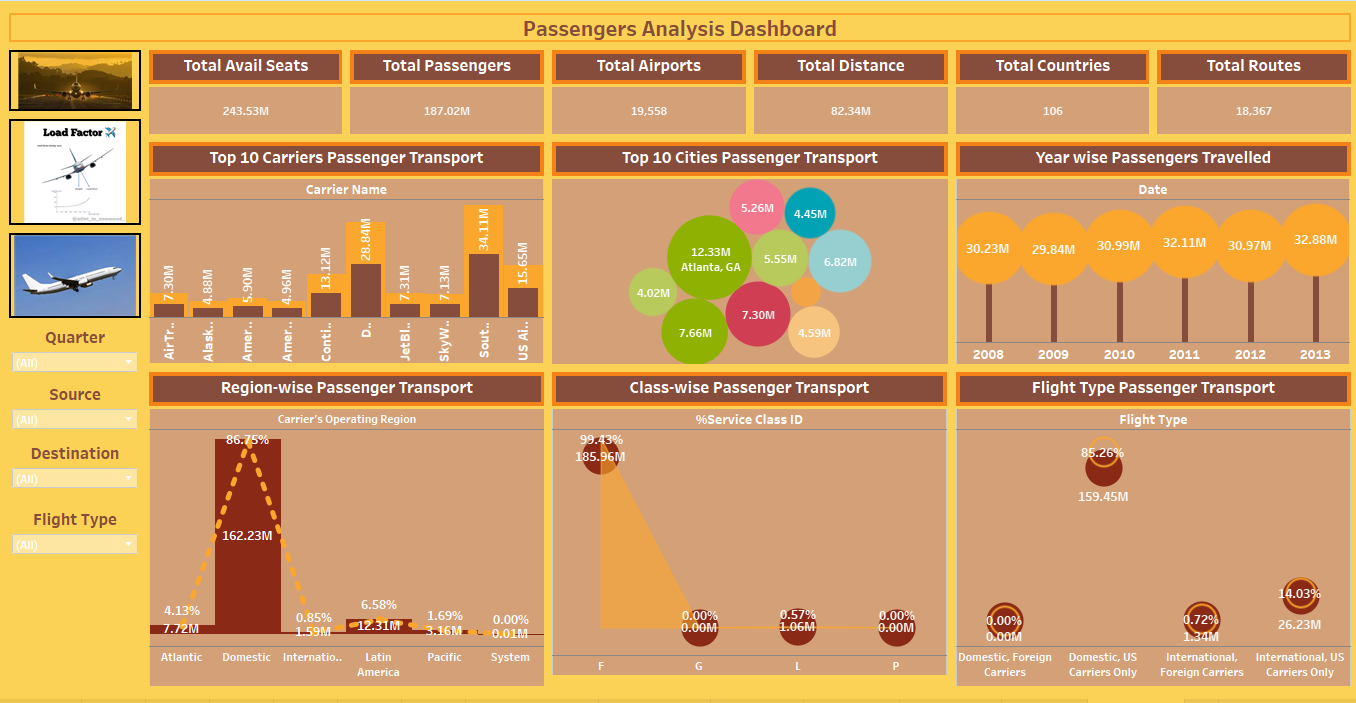 Passengers Analysis Dashboard
Total Avail Seats
Total Passengers
Total Airports
Total Distance
Total Countries
Total Routes
243.53M
187.02M
19,558
82.34M
106
18,367
Load Factor
Quarter
(All)
Source
(All)
Destination
(All)
Flight Type
(All)
Top 10 Carriers Passenger Transport
Carrier Name
7.30M
4.88M
5.90M
4.96M
13.12M
28.84M
7.31M
7.13M
34.11M
15.65M
AirTr..
Alask..
Amer..
Amer..
Conti..
D..
JetBl..
SkyW..
Sout..
US Ai..
Top 10 Cities Passenger Transport
5.26M
4.45M
12.33M
Atlanta, GA
5.55M
6.82M
4.02M
7.30M
7.66M
4.59M
Year wise Passengers Travelled
Date
30.23M
29.84M
30.99M
32.11M
30.97M
32.88M
2008
2009
2010
2011
2012
2013
Region-wise Passenger Transport
Carrier's Operating Region
86.75%
162.23M
4.13%
7.72M
0.85%
1.59M
6.58%
12.31M
1.69%
3.16M
0.00%
0.01M
Atlantic
Domestic
Internatio..
Latin
America
Pacific
System
Class-wise Passenger Transport
%Service Class ID
99.43%
185.96M
0.00%
0.00M
0.57%
1.06M
0.00%
0.00M
F
G
L
P
Flight Type Passenger Transport
Flight Type
85.26%
159.45M
0.00%
0.00M
0.72%
1.34M
14.03%
26.23M
Domestic, Foreign
Carriers
Domestic, US
Carriers Only
International,
Foreign Carriers
International, US
Carriers Only